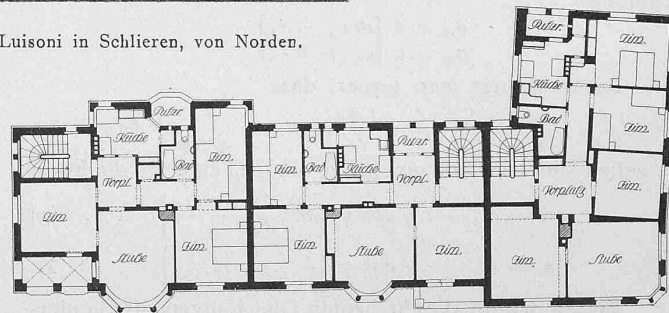 Luisoni in Schlieren, von Norden.
Putzr.
Zim.
Küche
Bad
Zim.
Vorplatz
Zim.
Zim.
Stube
Putzr.
Küche
Bad
Zim.
Vorpl.
Zim.
Stube
Zim.
Zim.
Bad
Küche
Putzr.
Vorpl.
Zim.
Stube
Zim.